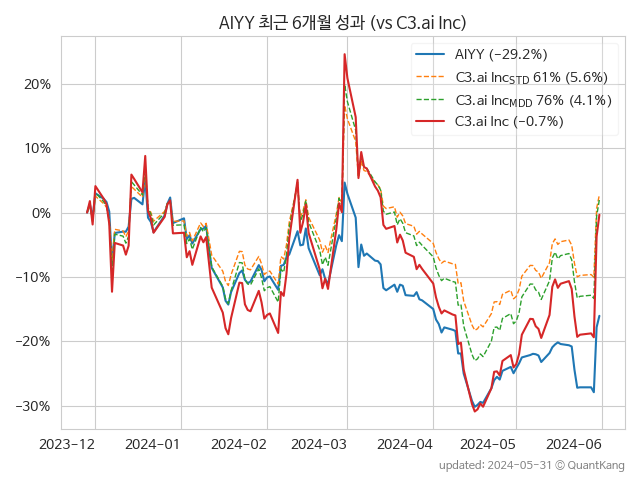 AIYY 최근 6개월 성과 (vs C3.ai Inc)
AIYY (−29.2%)
C3.ai Inc_STD 61% (5.6%)
C3.ai Inc_MDD 76% (4.1%)
C3.ai Inc (−0.7%)
20%
10%
0%
−10%
−20%
−30%
2023−12 2024−01 2024−02 2024−03 2024−04 2024−05 2024−06
updated: 2024-05-31 © QuantKang